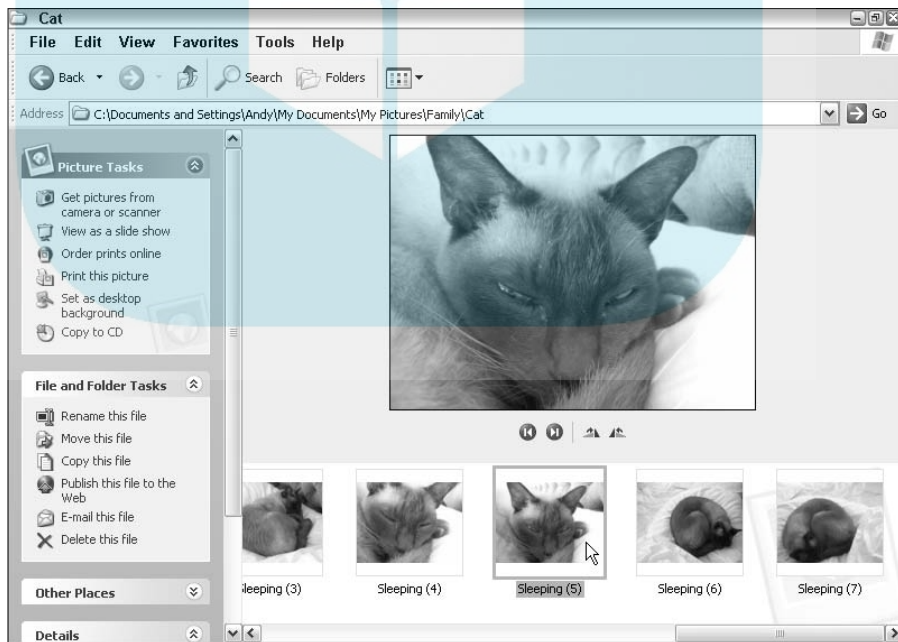 Cat
File Edit View Favorites Tools Help
Back Search Folders
Address C:\Documents and Settings\Andy\My Documents\My Pictures\Family\Cat Go
Picture Tasks
Get pictures from
camera or scanner
View as a slide show
Order prints online
Print this picture
Set as desktop
background
Copy to CD
File and Folder Tasks
Rename this file
Move this file
Copy this file
Publish this file to the
Web
E-mail this file
Delete this file
Other Places
Details
Sleeping (3) Sleeping (4) Sleeping (5) Sleeping (6) Sleeping (7)